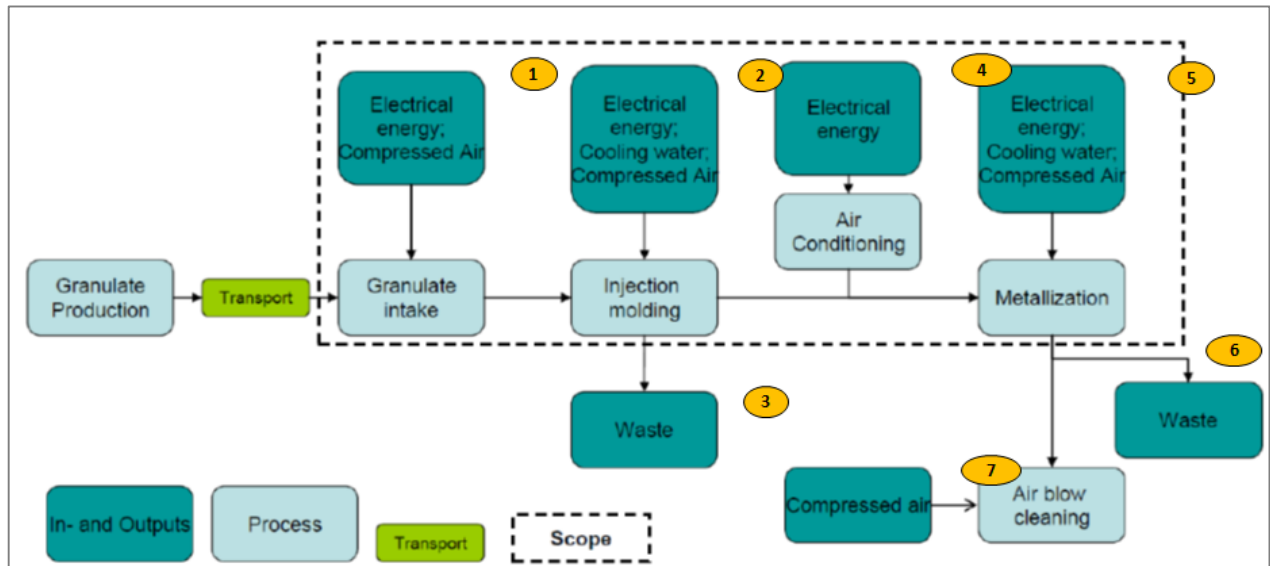 1
2
4
5
Electrical
energy;
Compressed Air
Electrical
energy;
Cooling water;
Compressed Air
Electrical
energy
Electrical
energy;
Cooling water;
Compressed Air
Air
Conditioning
Granulate
Production
Transport
Granulate
intake
Injection
molding
Metallization
6
3
Waste
Waste
7
Compressed air
Air blow
cleaning
In- and Outputs
Process
Transport
Scope